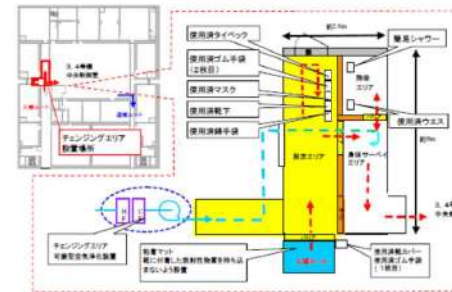 3, 4号機
中央制御室
チェンジングエリア
設置場所
使用済タイベック
使用済ゴム手袋
(2枚目)
使用済マスク
使用済靴下
使用済綿手袋
簡易シャワー
除染
エリア
使用済ウエス
脱衣エリア
身体サーベイ
エリア
3, 4号
中央制
チェンジングエリア
可搬型空気浄化装置
粘着マット
靴に付着した放射性物質を持ち込
まないよう設置
使用済靴カバー
使用済ゴム手袋
(1枚目)